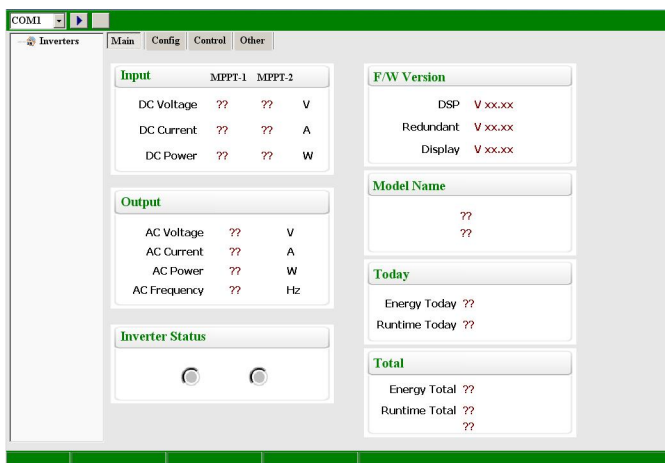 COM1
Inverters
Main Config Control Other
Input MPPT-1 MPPT-2
DC Voltage ?? ?? V
DC Current ?? ?? A
DC Power ?? ?? W
Output
AC Voltage ?? V
AC Current ?? A
AC Power ?? W
AC Frequency ?? Hz
Inverter Status
F/W Version
DSP V xx.xx
Redundant V xx.xx
Display V xx.xx
Model Name
??
??
Today
Energy Today ??
Runtime Today ??
Total
Energy Total ??
Runtime Total ??
??